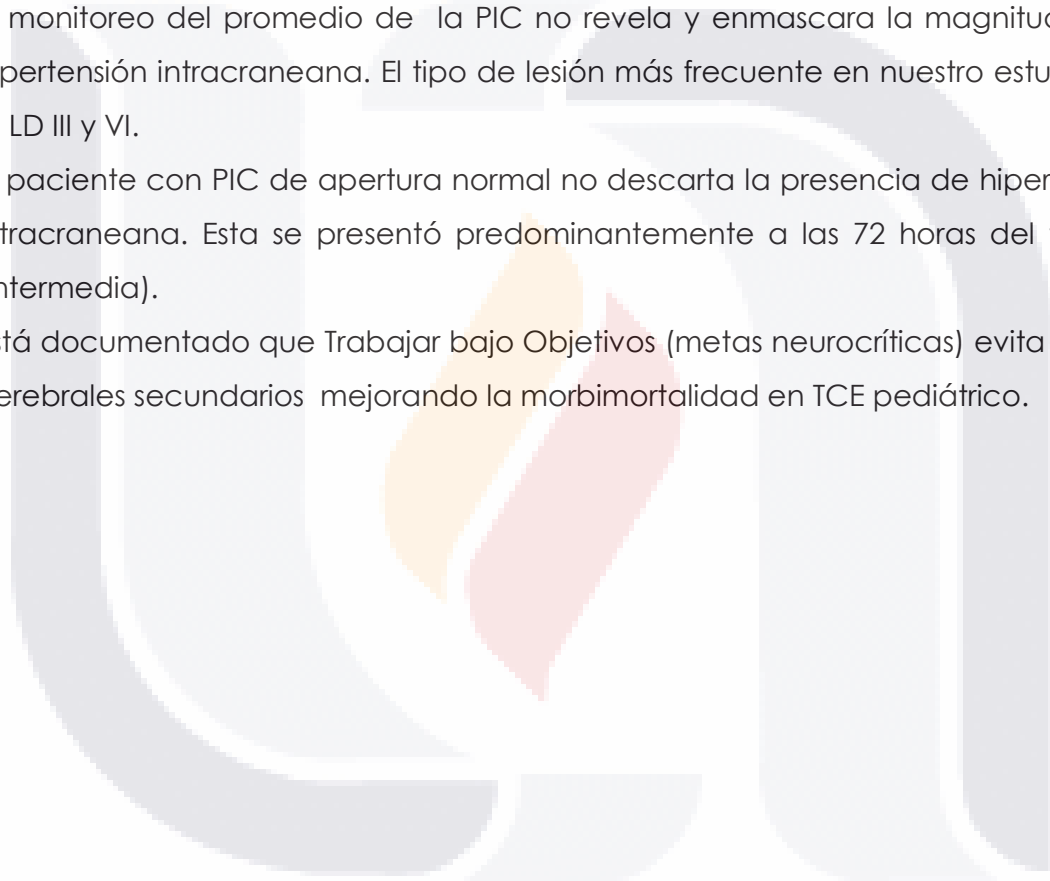 monitoreo del promedio de la PIC no revela y enmascara la magnitud
pertensión intracraneana. El tipo de lesión más frecuente en nuestro estu
LD III y VI.
paciente con PIC de apertura normal no descarta la presencia de hiper
tracraneana. Esta se presentó predominantemente a las 72 horas del
ntermedia).
stá documentado que Trabajar bajo Objetivos (metas neurocríticas) evita
erebrales secundarios mejorando la morbimortalidad en TCE pediátrico.